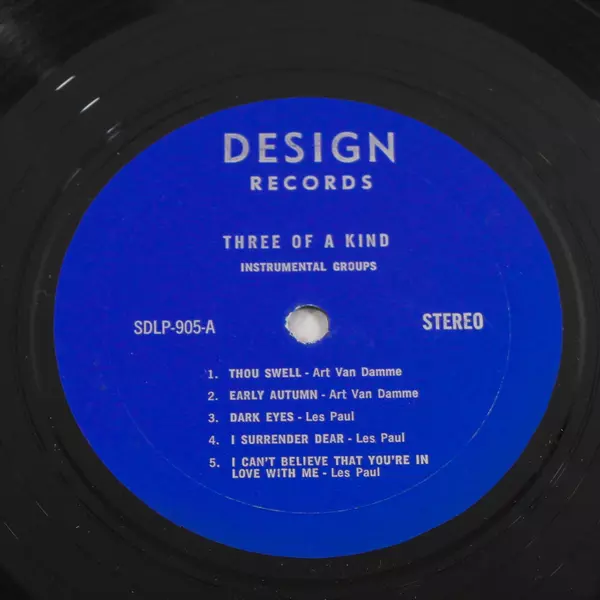 DESIGN
RECORDS
THREE OF A KIND
INSTRUMENTAL GROUPS
SDLP-905-A STEREO
1. THOU SWELL - Art Van Damme
2. EARLY AUTUMN - Art Van Damme
3. DARK EYES - Les Paul
4. I SURRENDER DEAR - Les Paul
5. I CAN'T BELIEVE THAT YOU'RE IN
LOVE WITH ME - Les Paul